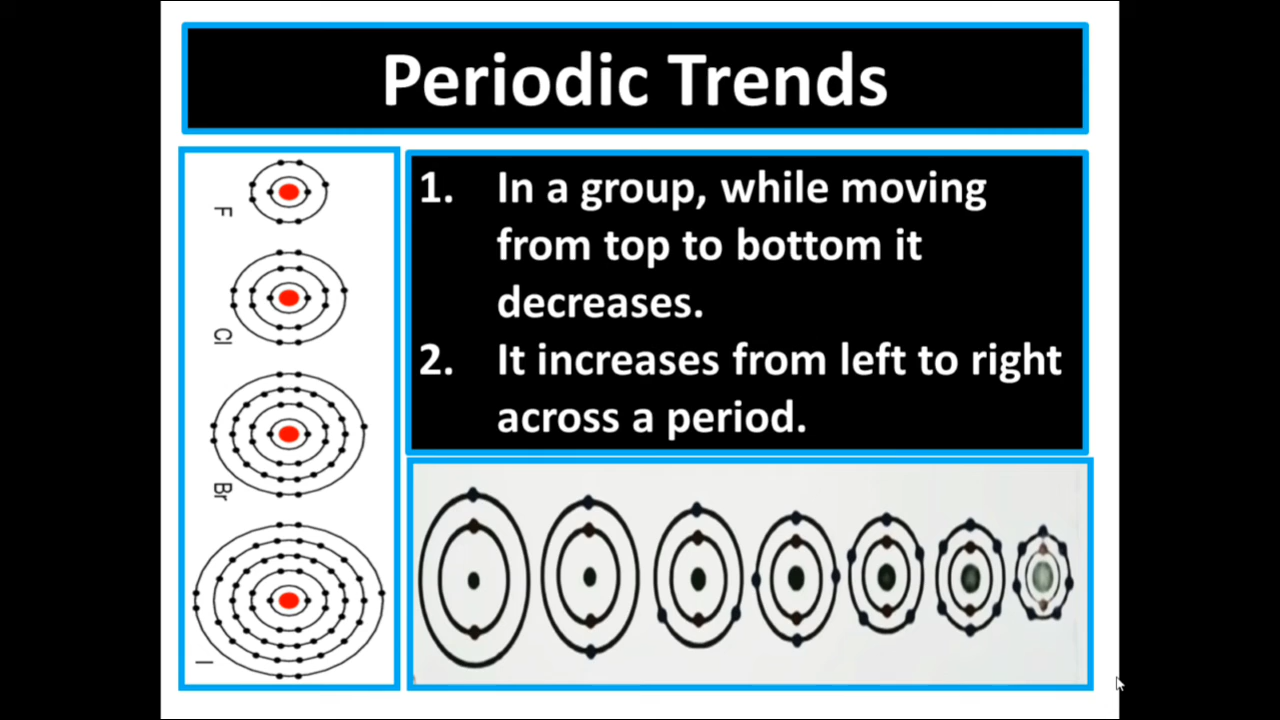 Periodic Trends
F
Cl
Br
I
1. In a group, while moving
from top to bottom it
decreases.
2. It increases from left to right
across a period.